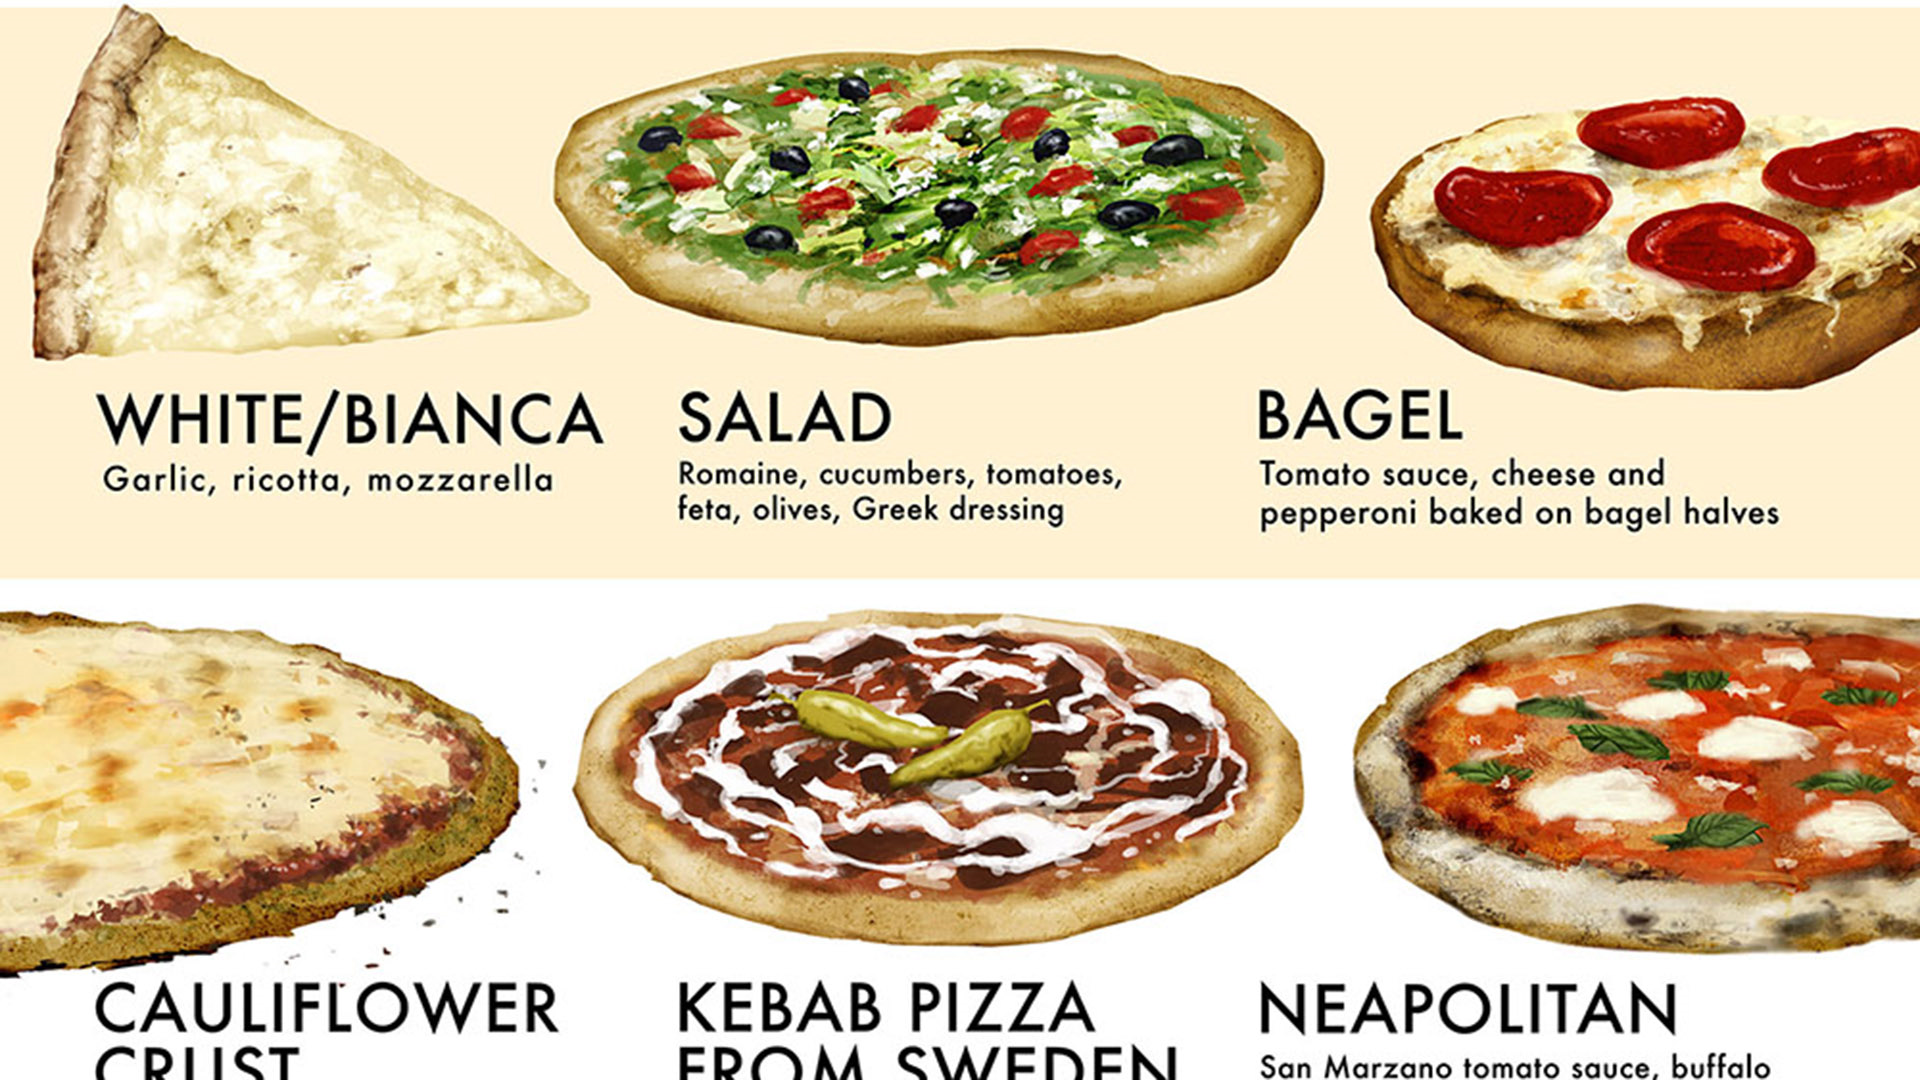 WHITE/BIANCA
Garlic, ricotta, mozzarella
SALAD
Romaine, cucumbers, tomatoes,
feta, olives, Greek dressing
BAGEL
Tomato sauce, cheese and
pepperoni baked on bagel halves
CAULIFLOWER
CRUST
KEBAB PIZZA
FROM SWEDEN
NEAPOLITAN
San Marzano tomato sauce, buffalo